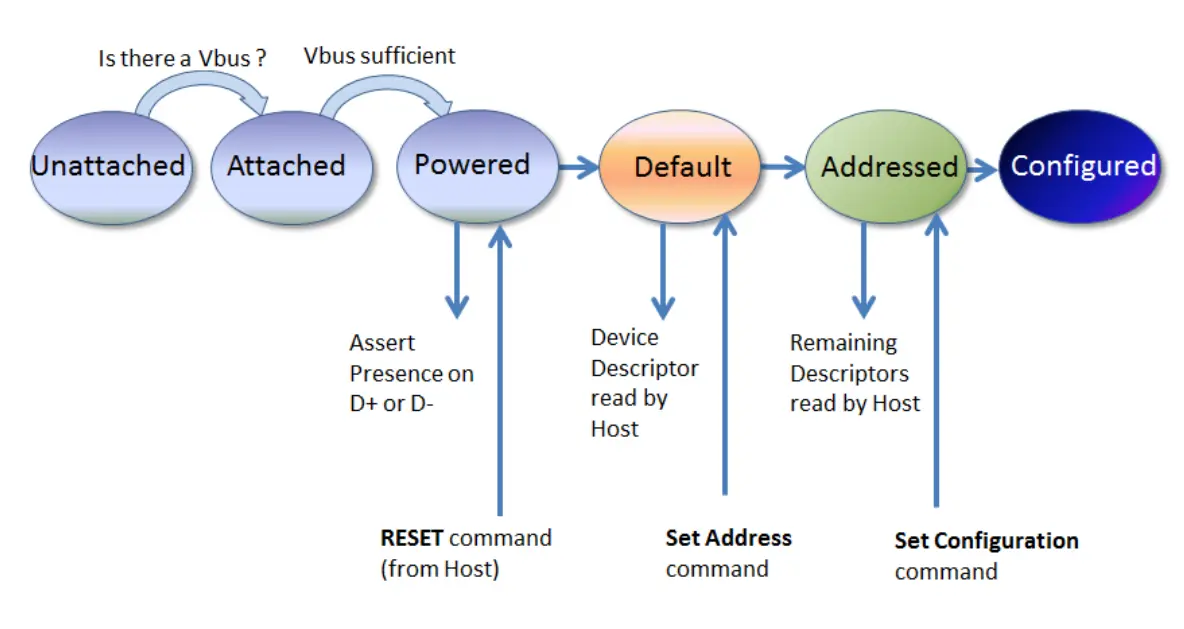 Is there a Vbus ?
Vbus sufficient
Unattached
Attached
Powered
Default
Addressed
Configured
Assert
Presence on
D+ or D-
Device
Descriptor
read by
Host
Remaining
Descriptors
read by Host
RESET command
(from Host)
Set Address
command
Set Configuration
command